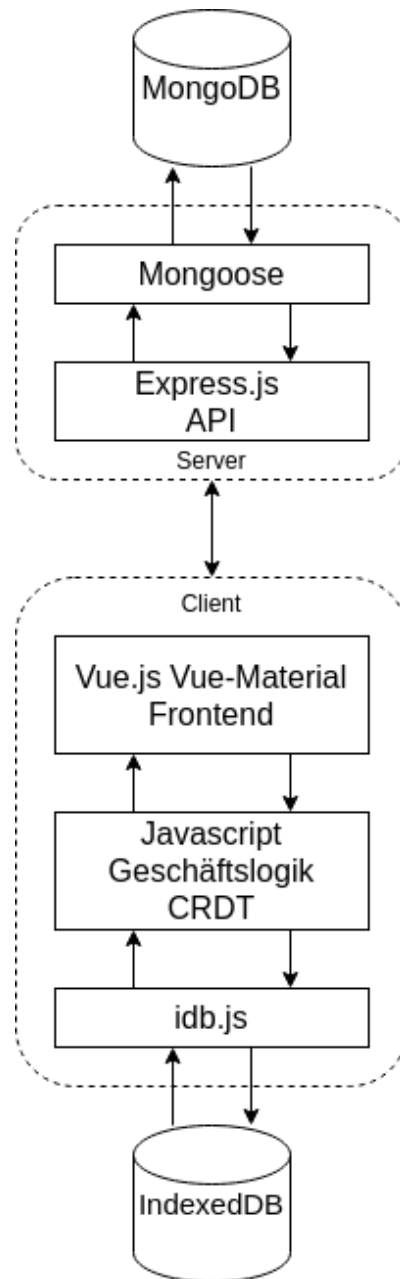 MongoDB
Mongoose
Express.js
API
Server
Client
Vue.js Vue-Material
Frontend
Javascript
Geschäftslogik
CRDT
idb.js
IndexedDB